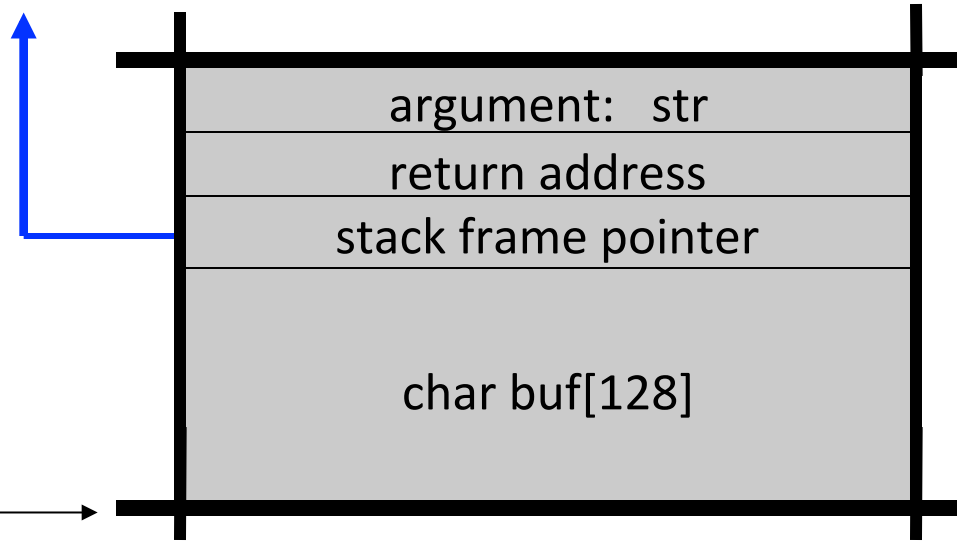 argument: str
return address
stack frame pointer
char buf[128]